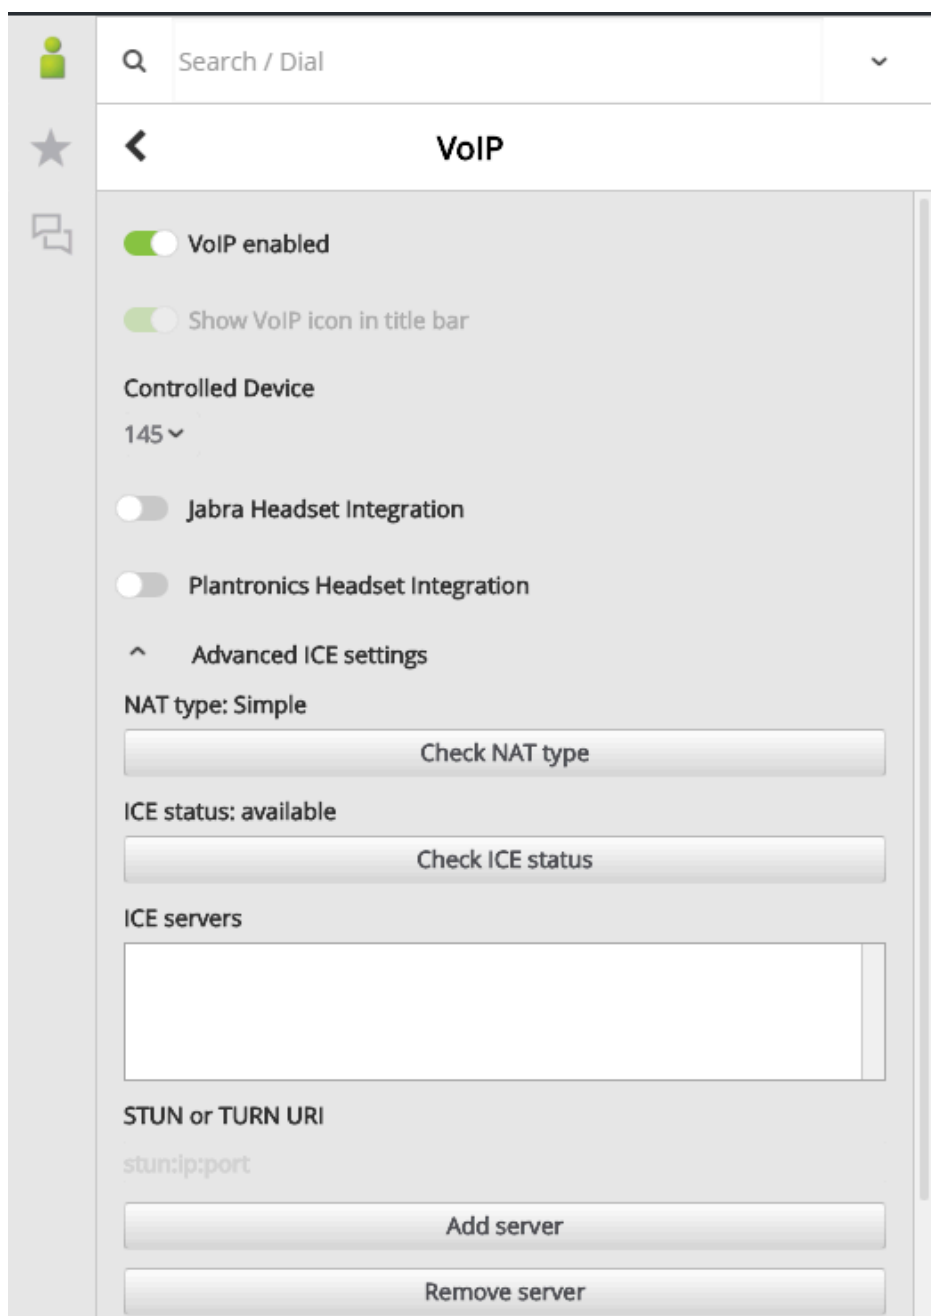 Search / Dial
VoIP
VoIP enabled
Show VoIP icon in title bar
Controlled Device
145
Jabra Headset Integration
Plantronics Headset Integration
Advanced ICE settings
NAT type: Simple
Check NAT type
ICE status: available
Check ICE status
ICE servers
STUN or TURN URI
stun:ip:port
Add server
Remove server